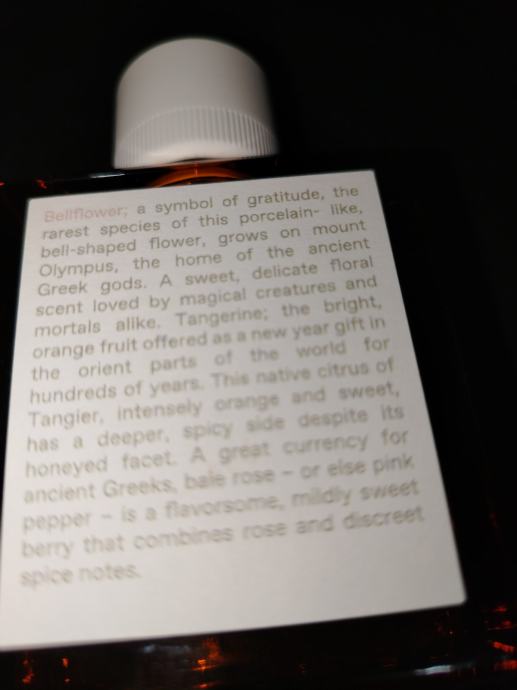 Bellflower; a symbol of gratitude, the
rarest species of this porcelain- like,
bell-shaped flower, grows on mount
Olympus, the home of the ancient
Greek gods. A sweet, delicate floral
scent loved by magical creatures and
mortals alike. Tangerine; the bright,
orange fruit offered as a new year gift in
the orient parts of the world for
hundreds of years. This native citrus of
Tangier, intensely orange and sweet,
has a deeper, spicy side despite its
honeyed facet. A great currency for
ancient Greeks, baie rose – or else pink
pepper – is a flavorsome, mildly sweet
berry that combines rose and discreet
spice notes.